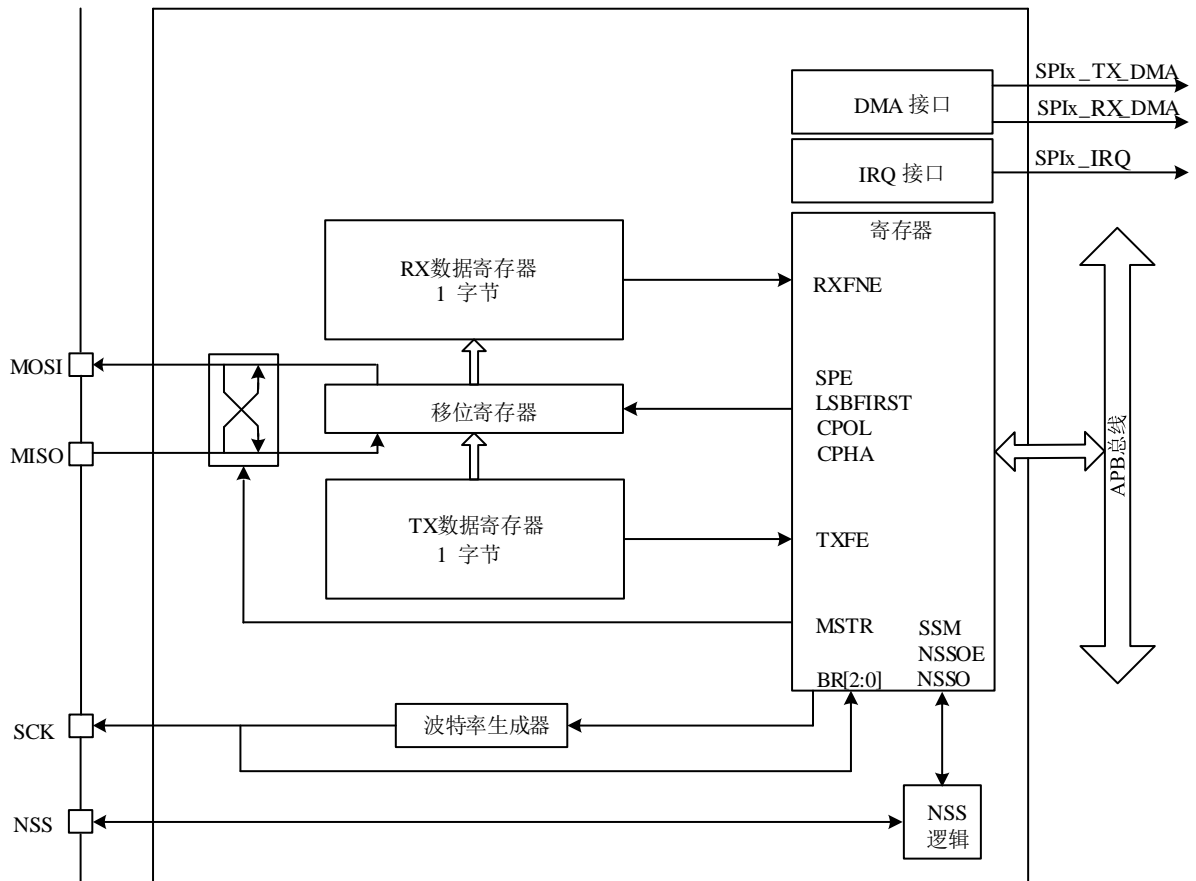 SPIx_TX_DMA
DMA 接口
SPIx_RX_DMA
SPIx_IRQ
IRQ 接口
寄存器
RX数据寄存器
1 字节
RXFNE
MOSI
SPE
LSBFIRST
移位寄存器
CPOL
MISO
CPHA
APB总线
TX数据寄存器
1 字节
TXFE
MSTR
SSM
NSSOE
BR[2:0]
NSSO
SCK
波特率生成器
NSS
NSS
逻辑